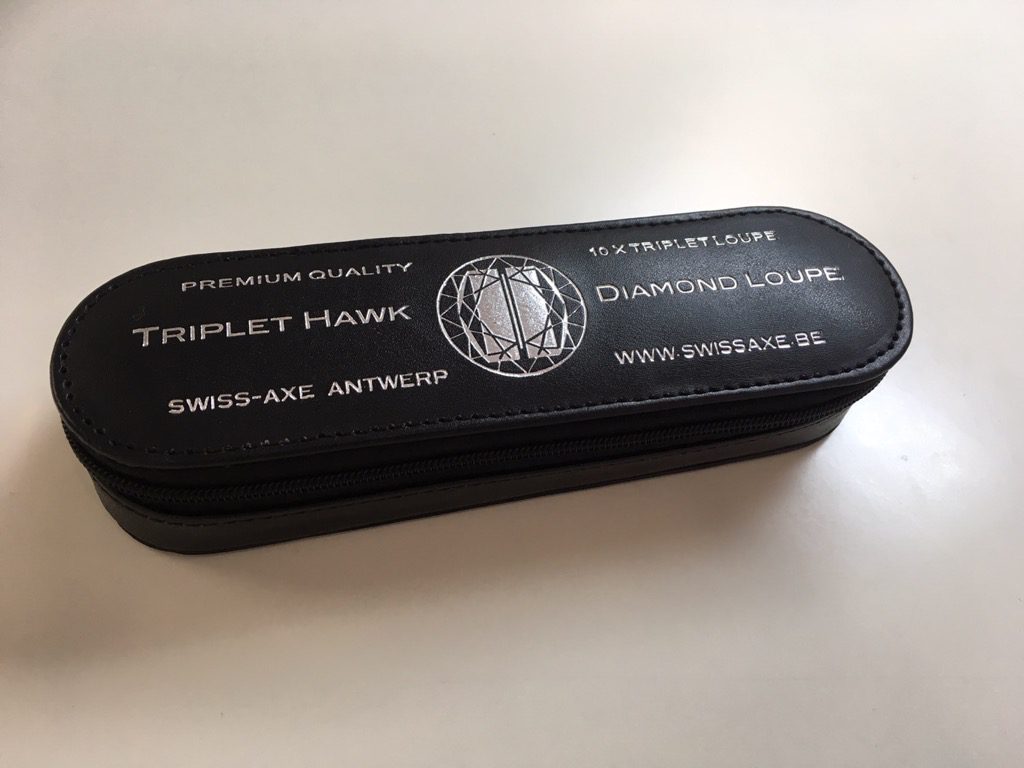 PREMIUM QUALITY
TRIPLET HAWK
SWISS-AXE ANTWERP
10 X TRIPLET LOUPE
DIAMOND LOUPE
WWW.SWISSAXE.BE